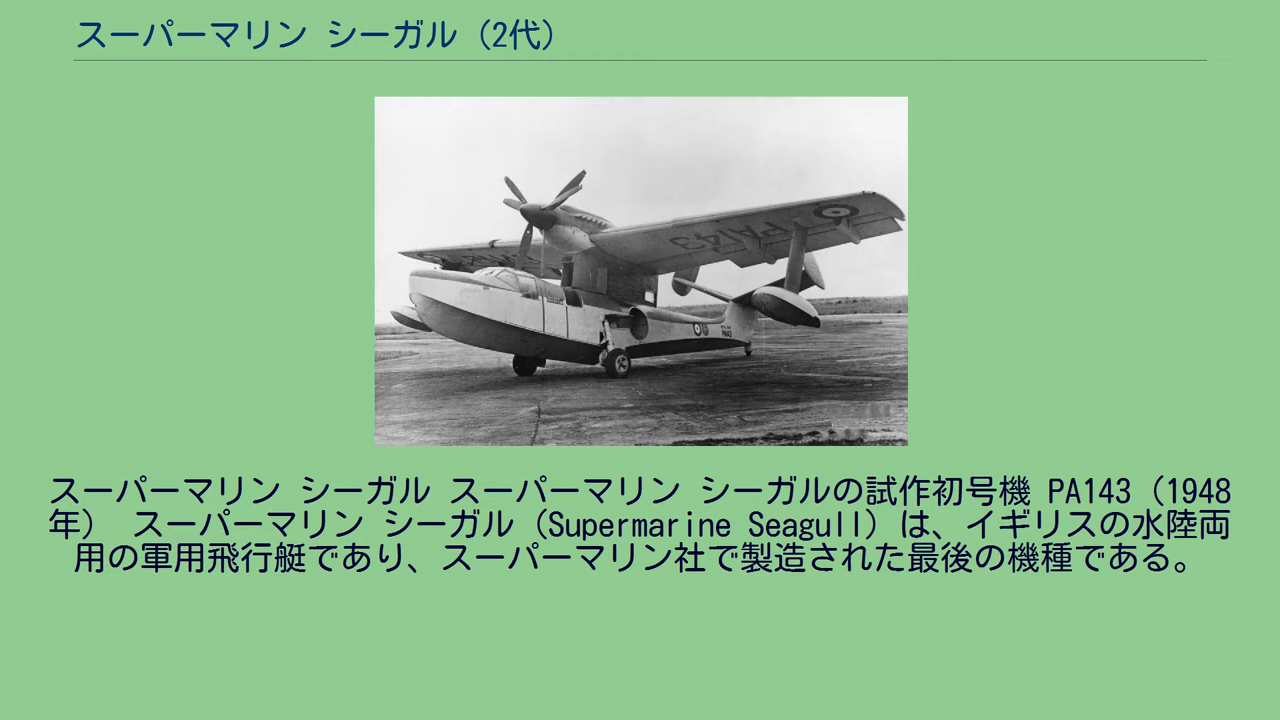 スーパーマリン シーガル (2代)
PA143
スーパーマリン シーガル スーパーマリン シーガルの試作初号機 PA143（1948
年） スーパーマリン シーガル（Supermarine Seagull）は、イギリスの水陸両
用の軍用飛行艇であり、スーパーマリン社で製造された最後の機種である。